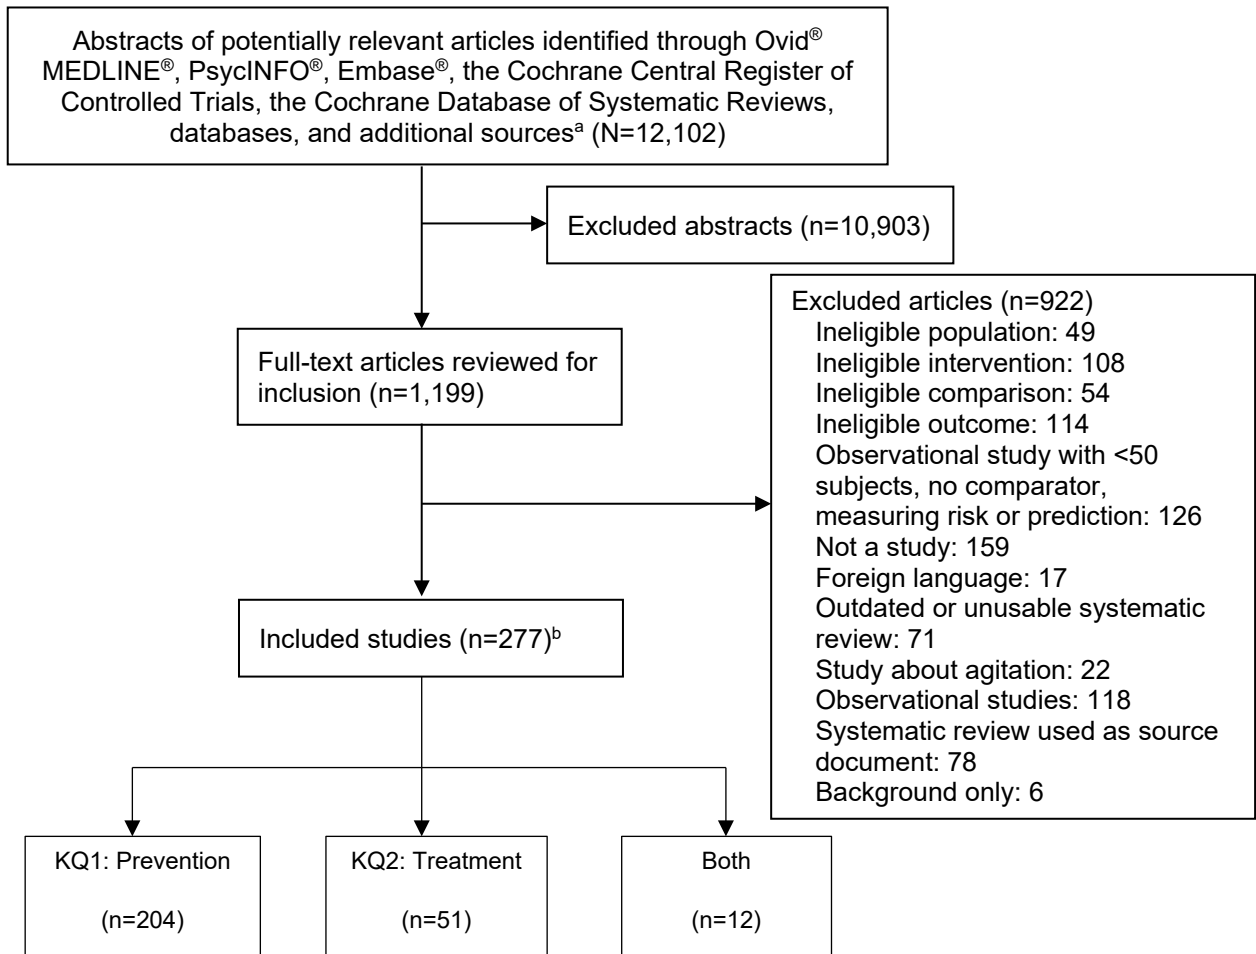 Abstracts of potentially relevant articles identified through Ovid®
MEDLINE®, PsycINFO®, Embase®, the Cochrane Central Register of
Controlled Trials, the Cochrane Database of Systematic Reviews,
databases, and additional sourcesᵃ (N=12,102)
Excluded abstracts (n=10,903)
Full-text articles reviewed for
inclusion (n=1,199)
Excluded articles (n=922)
Ineligible population: 49
Ineligible intervention: 108
Ineligible comparison: 54
Ineligible outcome: 114
Observational study with <50
subjects, no comparator,
measuring risk or prediction: 126
Not a study: 159
Foreign language: 17
Outdated or unusable systematic
review: 71
Study about agitation: 22
Observational studies: 118
Systematic review used as source
document: 78
Background only: 6
Included studies (n=277)ᵇ
KQ1: Prevention
(n=204)
KQ2: Treatment
(n=51)
Both
(n=12)